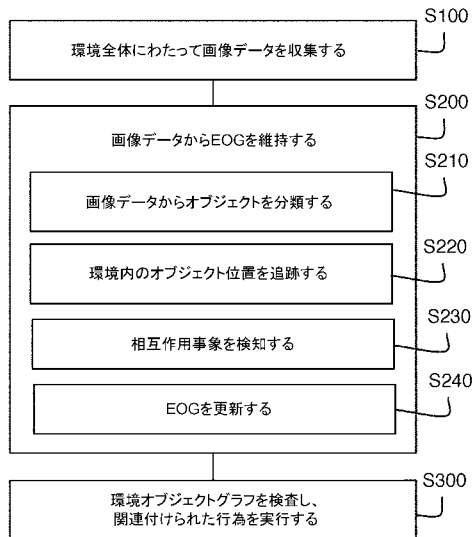 S100
環境全体にわたって画像データを収集する
S200
画像データからEOGを維持する
S210
画像データからオブジェクトを分類する
S220
環境内のオブジェクト位置を追跡する
S230
相互作用事象を検知する
S240
EOGを更新する
S300
環境オブジェクトグラフを検査し、
関連付けられた行為を実行する